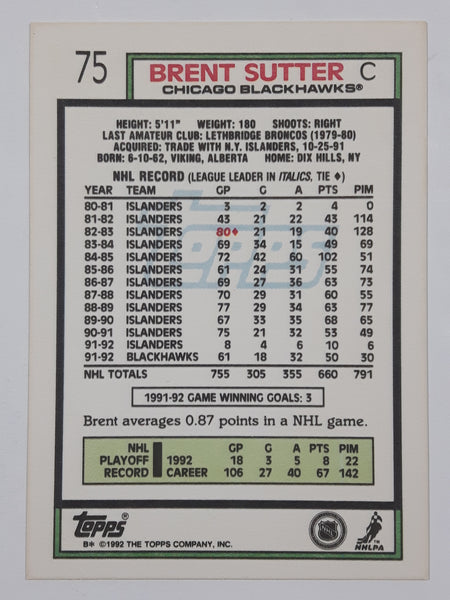 75 BRENT SUTTER C
CHICAGO BLACKHAWKS®
HEIGHT: 5'11" WEIGHT: 180 SHOOTS: RIGHT
LAST AMATEUR CLUB: LETHBRIDGE BRONCOS (1979-80)
ACQUIRED: TRADE WITH N.Y. ISLANDERS, 10-25-91
BORN: 6-10-62, VIKING, ALBERTA HOME: DIX HILLS, NY
NHL RECORD (LEAGUE LEADER IN ITALICS, TIE ♦)
YEAR TEAM GP G A PTS PIM
80-81 ISLANDERS 3 2 2 4 0
81-82 ISLANDERS 43 21 22 43 114
82-83 ISLANDERS 80♦ 21 19 40 128
83-84 ISLANDERS 69 34 15 49 69
84-85 ISLANDERS 72 42 60 102 51
85-86 ISLANDERS 61 24 31 55 74
86-87 ISLANDERS 69 27 36 63 73
87-88 ISLANDERS 70 29 31 60 55
88-89 ISLANDERS 77 29 34 63 77
89-90 ISLANDERS 67 33 35 68 65
90-91 ISLANDERS 75 21 32 53 49
91-92 ISLANDERS 8 4 6 10 6
91-92 BLACKHAWKS 61 18 32 50 30
NHL TOTALS 755 305 355 660 791
1991-92 GAME WINNING GOALS: 3
Brent averages 0.87 points in a NHL game.
NHL GP G A PTS PIM
PLAYOFF 1992 18 3 5 8 22
RECORD CAREER 106 27 40 67 142
TOPPS
B* ©1992 THE TOPPS COMPANY, INC.
NHL
NHLPA
TM